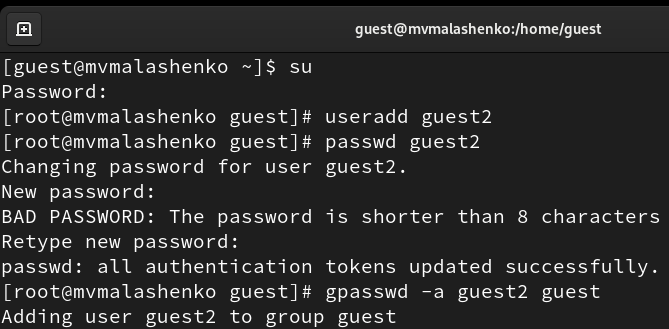 guest@mvmalashenko:/home/guest
[guest@mvmalashenko ~]$ su
Password:
[root@mvmalashenko guest]# useradd guest2
[root@mvmalashenko guest]# passwd guest2
Changing password for user guest2.
New password:
BAD PASSWORD: The password is shorter than 8 characters
Retype new password:
passwd: all authentication tokens updated successfully.
[root@mvmalashenko guest]# gpasswd -a guest2 guest
Adding user guest2 to group guest